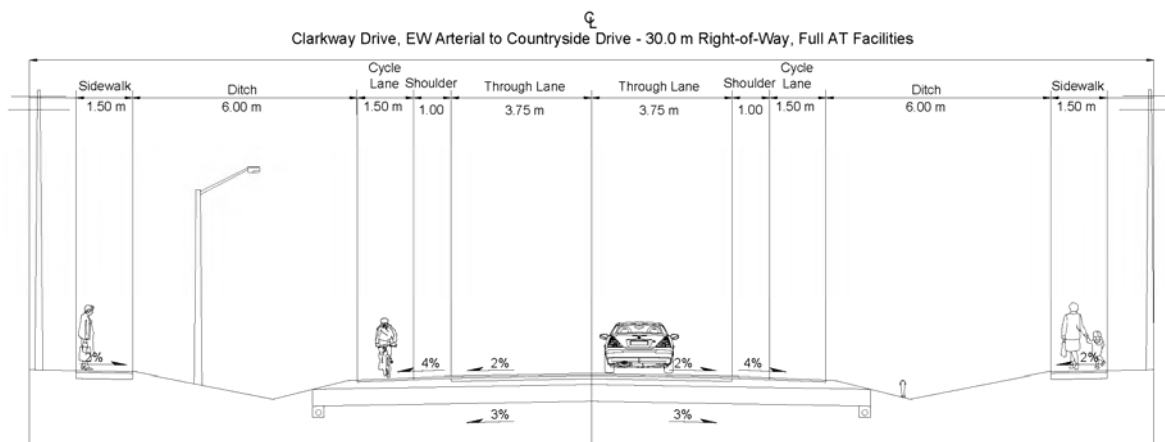 ℄
Clarkway Drive, EW Arterial to Countryside Drive - 30.0 m Right-of-Way, Full AT Facilities
Sidewalk
1.50 m
Ditch
6.00 m
Cycle
Lane
1.50 m
Shoulder
1.00
Through Lane
3.75 m
Through Lane
3.75 m
Shoulder
1.00
Cycle
Lane
1.50 m
Ditch
6.00 m
Sidewalk
1.50 m
2%
4%
2%
2%
4%
2%
3%
3%